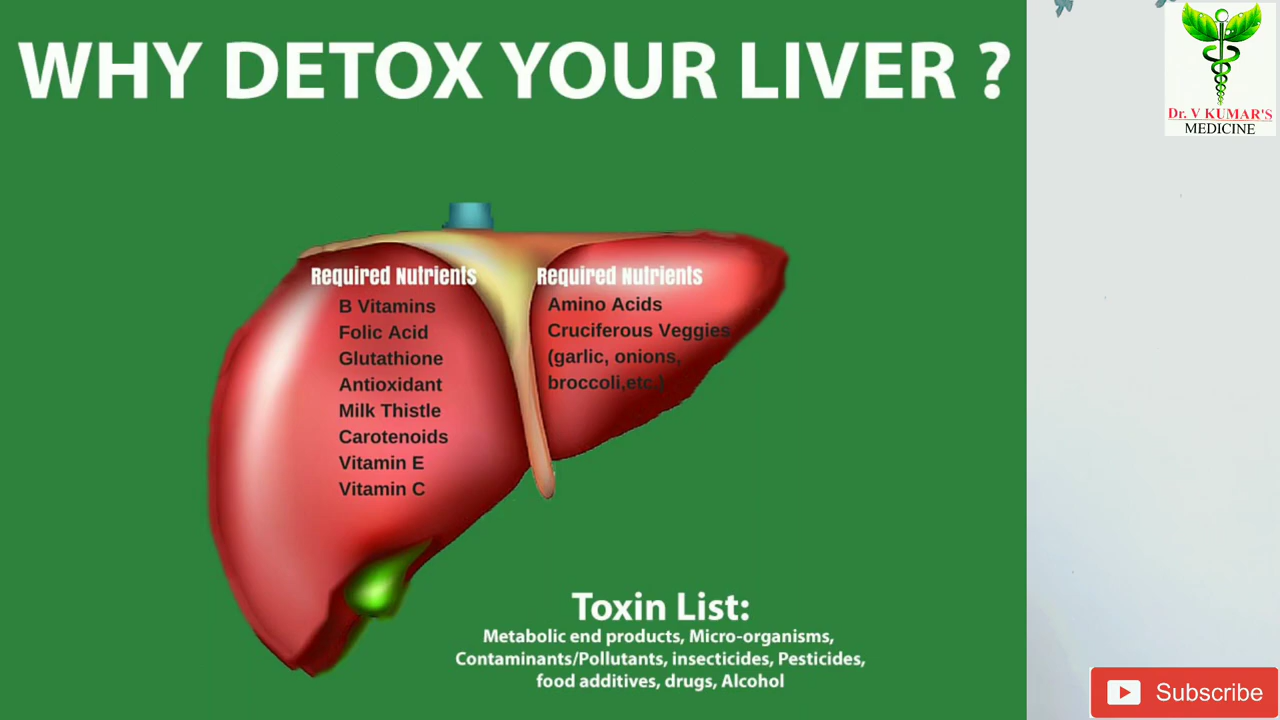 WHY DETOX YOUR LIVER ?
Dr. V KUMAR'S
MEDICINE
Required Nutrients
B Vitamins
Folic Acid
Glutathione
Antioxidant
Milk Thistle
Carotenoids
Vitamin E
Vitamin C
Required Nutrients
Amino Acids
Cruciferous Veggies
(garlic, onions,
broccoli,etc.)
Toxin List:
Metabolic end products, Micro-organisms,
Contaminants/Pollutants, insecticides, Pesticides,
food additives, drugs, Alcohol
Subscribe